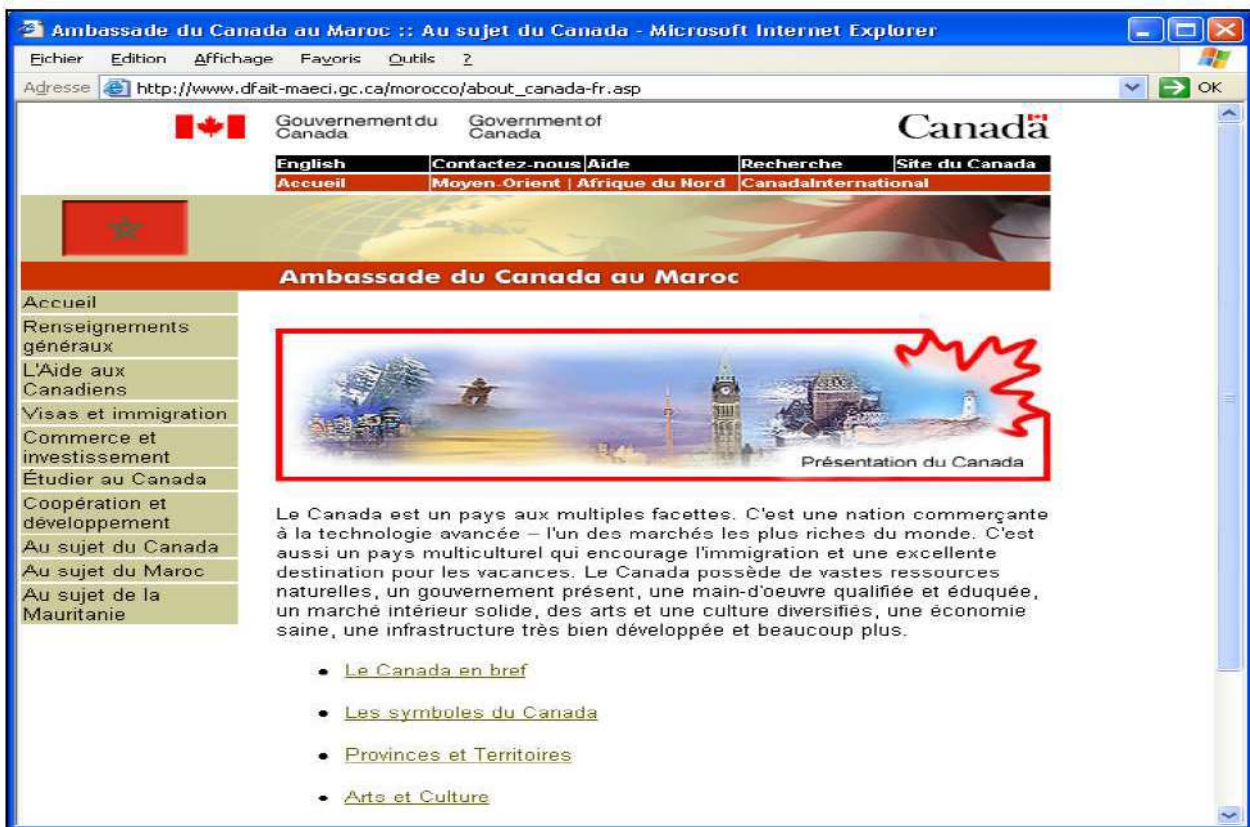 Ambassade du Canada au Maroc :: Au sujet du Canada - Microsoft Internet Explorer
Fichier Edition Affichage Favoris Outils ?
Adresse http://www.dfait-maeci.gc.ca/morocco/about_canada-fr.asp OK
Gouvernement du Government of
Canada Canada
Canada
English Contactez-nous Aide Recherche Site du Canada
Accueil Moyen-Orient | Afrique du Nord CanadaInternational
Ambassade du Canada au Maroc
Accueil
Renseignements
généraux
L'Aide aux
Canadiens
Visas et immigration
Commerce et
investissement
Étudier au Canada
Coopération et
développement
Au sujet du Canada
Au sujet du Maroc
Au sujet de la
Mauritanie
Présentation du Canada
Le Canada est un pays aux multiples facettes. C'est une nation commerçante
à la technologie avancée – l'un des marchés les plus riches du monde. C'est
aussi un pays multiculturel qui encourage l'immigration et une excellente
destination pour les vacances. Le Canada possède de vastes ressources
naturelles, un gouvernement présent, une main-d'oeuvre qualifiée et éduquée,
un marché intérieur solide, des arts et une culture diversifiés, une économie
saine, une infrastructure très bien développée et beaucoup plus.
• Le Canada en bref
• Les symboles du Canada
• Provinces et Territoires
• Arts et Culture